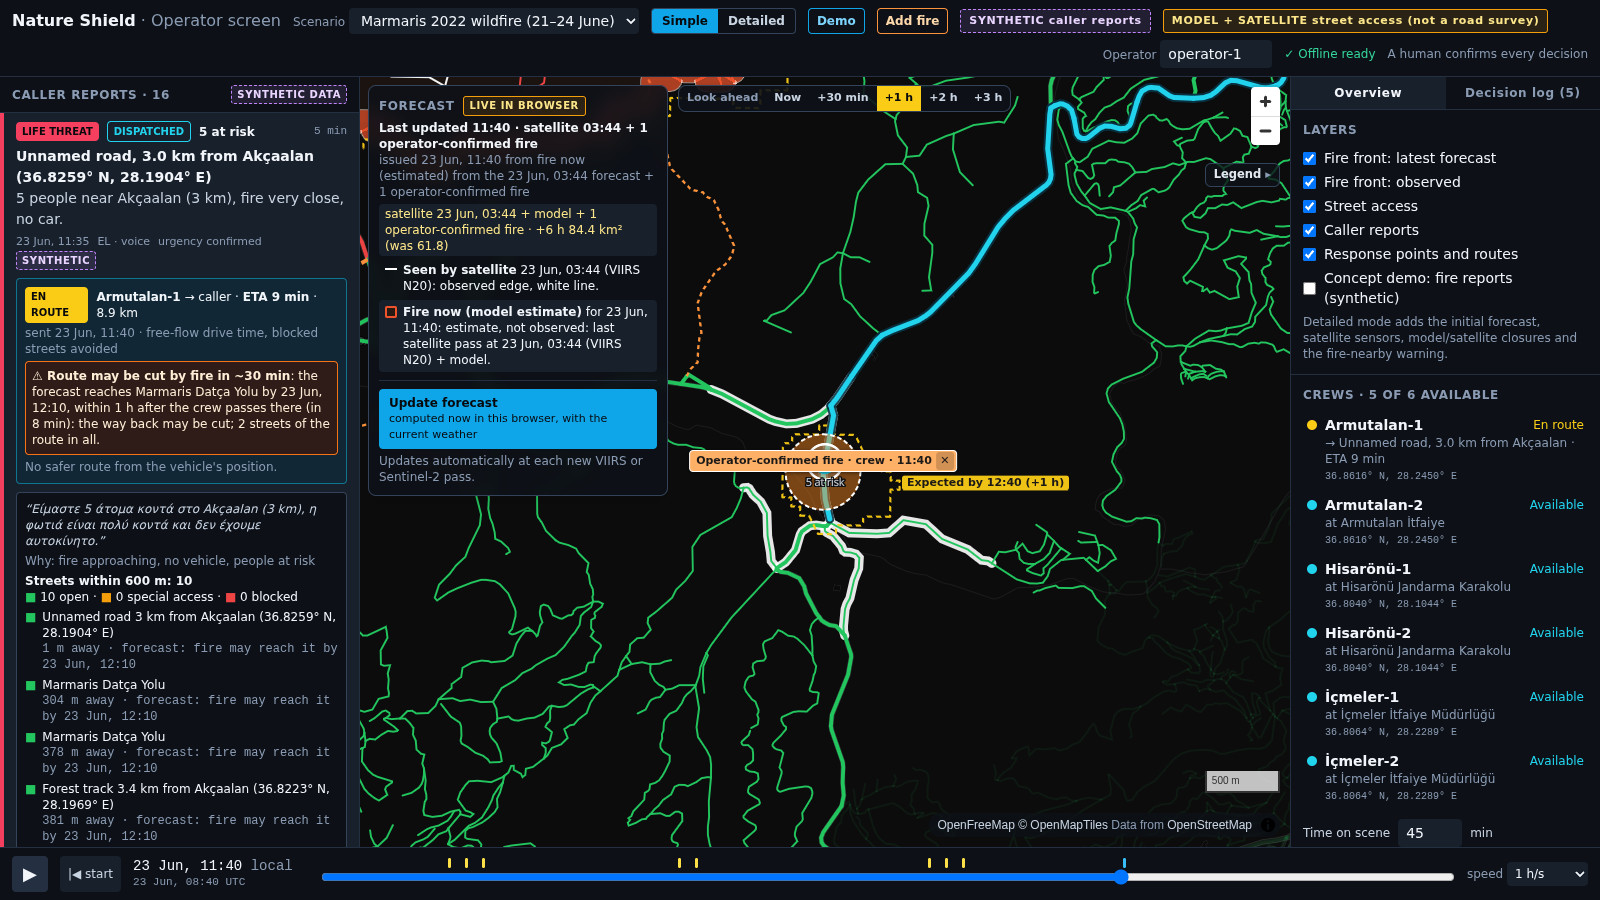 Nature Shield · Operator screen
Scenario Marmaris 2022 wildfire (21–24 June)
Simple Detailed
Demo
Add fire
SYNTHETIC caller reports
MODEL + SATELLITE street access (not a road survey)
Operator operator-1
✓ Offline ready
A human confirms every decision
CALLER REPORTS · 16
SYNTHETIC DATA
LIFE THREAT DISPATCHED 5 at risk 5 min
Unnamed road, 3.0 km from Akçaalan
(36.8259° N, 28.1904° E)
5 people near Akçaalan (3 km), fire very close,
no car.
23 Jun, 11:35 EL · voice urgency confirmed
SYNTHETIC
EN
ROUTE
Armutalan-1 → caller · ETA 9 min ·
8.9 km
sent 23 Jun, 11:40 · free-flow drive time, blocked
streets avoided
⚠ Route may be cut by fire in ~30 min: the
forecast reaches Marmaris Datça Yolu by 23 Jun,
12:10, within 1 h after the crew passes there (in
8 min): the way back may be cut; 2 streets of the
route in all.
No safer route from the vehicle's position.
“Είμαστε 5 άτομα κοντά στο Akçaalan (3 km), η
φωτιά είναι πολύ κοντά και δεν έχουμε
αυτοκίνητο.”
Why: fire approaching, no vehicle, people at risk
Streets within 600 m: 10
10 open · 0 special access · 0 blocked
Unnamed road 3 km from Akçaalan (36.8259° N,
28.1904° E)
1 m away · forecast: fire may reach it by
23 Jun, 12:10
Marmaris Datça Yolu
304 m away · forecast: fire may reach it
by 23 Jun, 12:10
Marmaris Datça Yolu
378 m away · forecast: fire may reach it
by 23 Jun, 12:10
Forest track 3.4 km from Akçaalan (36.8223° N,
28.1969° E)
381 m away · forecast: fire may reach it
by 23 Jun, 12:10
FORECAST LIVE IN BROWSER
Last updated 11:40 · satellite 03:44 + 1
operator-confirmed fire
issued 23 Jun, 11:40 from fire now
(estimated) from the 23 Jun, 03:44 forecast +
1 operator-confirmed fire
satellite 23 Jun, 03:44 + model + 1
operator-confirmed fire · +6 h 84.4 km²
(was 61.8)
Seen by satellite 23 Jun, 03:44 (VIIRS
N20): observed edge, white line.
Fire now (model estimate) for 23 Jun,
11:40: estimate, not observed: last
satellite pass at 23 Jun, 03:44 (VIIRS
N20) + model.
Update forecast
computed now in this browser, with the
current weather
Updates automatically at each new VIIRS or
Sentinel-2 pass.
Look ahead Now +30 min +1 h +2 h +3 h
+
−
Legend ▸
Operator-confirmed fire · crew · 11:40 ✕
5 at risk
Expected by 12:40 (+1 h)
500 m
OpenFreeMap © OpenMapTiles Data from OpenStreetMap
Overview
Decision log (5)
LAYERS
Fire front: latest forecast
Fire front: observed
Street access
Caller reports
Response points and routes
Concept demo: fire reports
(synthetic)
Detailed mode adds the initial forecast,
satellite sensors, model/satellite closures and
the fire-nearby warning.
CREWS · 5 OF 6 AVAILABLE
Armutalan-1 En route
→ Unnamed road, 3.0 km from Akçaalan ·
ETA 9 min
36.8616° N, 28.2450° E
Armutalan-2 Available
at Armutalan İtfaiye
36.8616° N, 28.2450° E
Hisarönü-1 Available
at Hisarönü Jandarma Karakolu
36.8040° N, 28.1044° E
Hisarönü-2 Available
at Hisarönü Jandarma Karakolu
36.8040° N, 28.1044° E
İçmeler-1 Available
at İçmeler İtfaiye Müdürlüğü
36.8064° N, 28.2289° E
İçmeler-2 Available
at İçmeler İtfaiye Müdürlüğü
36.8064° N, 28.2289° E
Time on scene 45 min
▶
|◀ start
23 Jun, 11:40 local
23 Jun, 08:40 UTC
speed 1 h/s